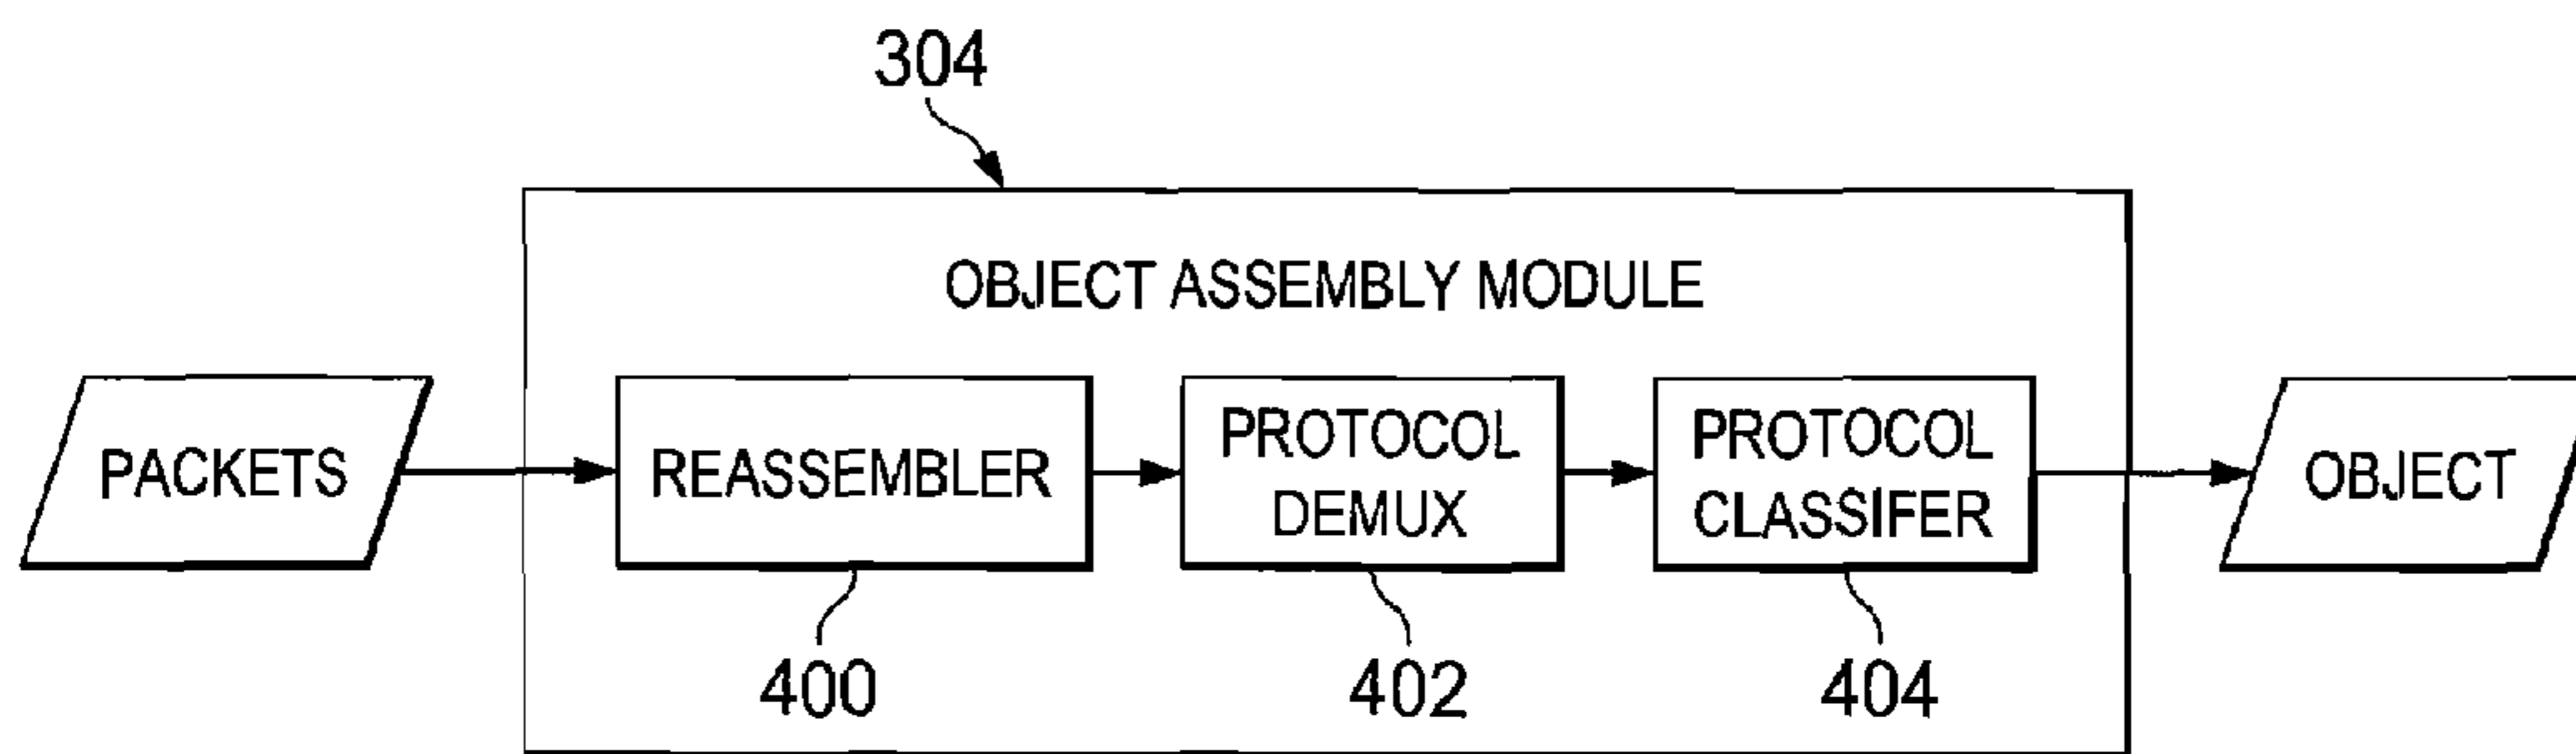 304
OBJECT ASSEMBLY MODULE
PACKETS
REASSEMBLER
PROTOCOL
DEMUX
PROTOCOL
CLASSIFER
OBJECT
400
402
404